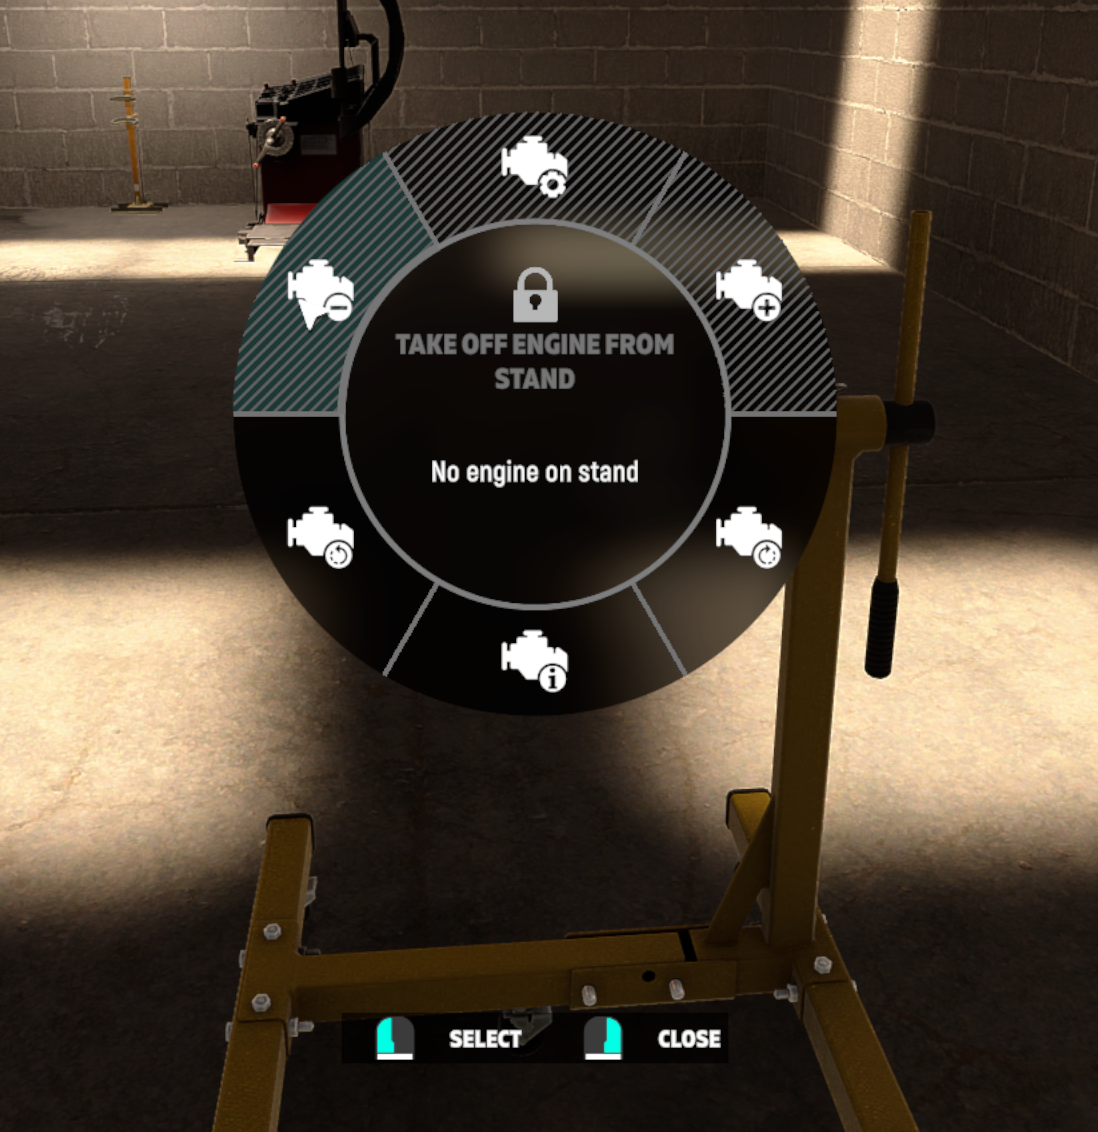 TAKE OFF ENGINE FROM
STAND
No engine on stand
SELECT
CLOSE